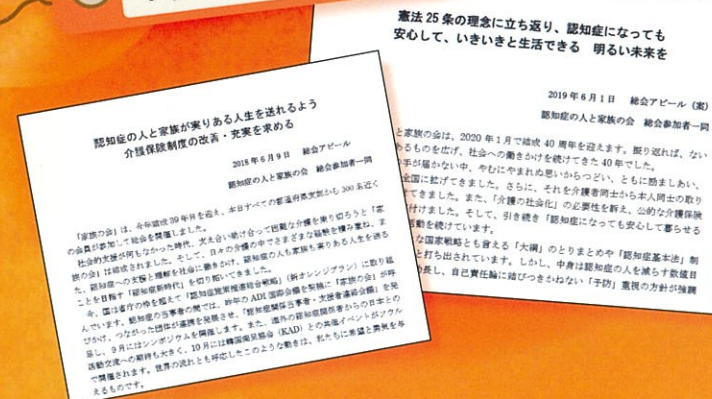 認知症の人と家族が実りある人生を送れるよう
介護保険制度の改善・充実を求める
2018年6月9日 総会アピール
認知症の人と家族の会 総会参加者一同
「家族の会」は、今年結成39年目を迎え、本日すべての都道府県支部から300名近く
の会員が参加して総会を開催しました。
社会的支援が何もなかった時代、支え合い助け合って困難な介護を乗り切ろうと「家
族の会」は結成されました。そして、日々の介護の中でさまざまな経験を積み重ね、ま
た、認知症への支援と理解を社会に働きかけ、認知症の人も家族も実りある人生を送る
ことを目指す「認知症新時代」を切り拓いてきました。
今、国は省庁の枠を超えて「認知症施策推進総合戦略」(新オレンジプラン)に取り組
んでいます。認知症の当事者の間では、昨年のADI国際会議を契機に「家族の会」が呼
びかけ、つながった団体が連携を発展させ、「認知症関係当事者・支援者連絡会議」を発
足し、9月にはシンポジウムを開催します。また、海外の認知症関係者からの日本との
活動交流への期待も大きく、10月には韓国痴呆協会(KAD)との共催イベントがソウル
で開催されます。世界の流れとも呼応したこのような動きは、私たちに希望と勇気を与
えるものです。
憲法25条の理念に立ち返り、認知症になっても
安心して、いきいきと生活できる 明るい未来を
2019年6月1日 総会アピール(案)
認知症の人と家族の会 総会参加者一同
と家族の会は、2020年1月で結成40周年を迎えます。振り返れば、ない
あるものを広げ、社会への働きかけを続けてきた40年でした。
の手が届かない中、やむにやまれぬ思いからつどい、ともに励ましあい、
全国に拡げてきました。さらに、それを介護者同士から本人同士の取り
けてきました。また、「介護の社会化」の必要性を訴え、公的な介護保険
付けました。そして、引き続き「認知症になっても安心して暮らせる
活動を続けています。
な国家戦略とも言える「大綱」のとりまとめや「認知症基本法」制
と打ち出されています。しかし、中身は認知症の人を減らす数値目
の長し、自己責任論に結びつきかねない「予防」重視の方針が強調